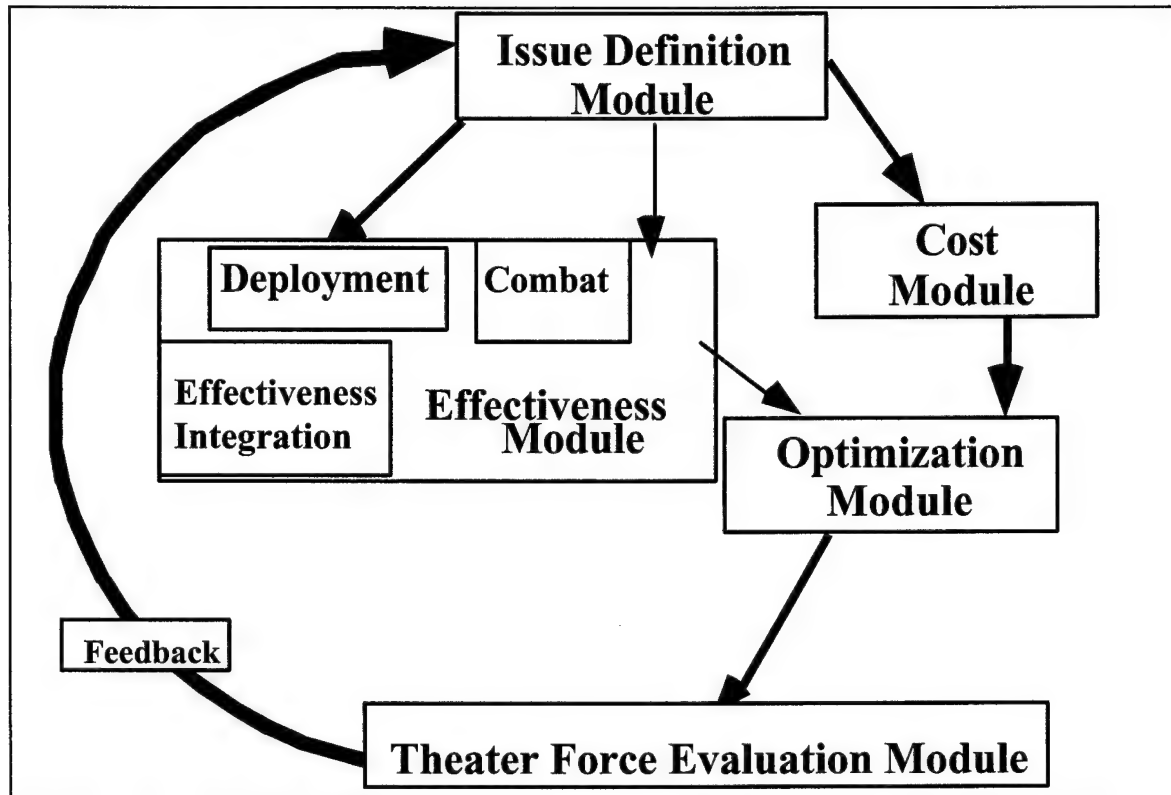 Issue Definition
Module
Cost
Module
Deployment
Combat
Effectiveness
Integration
Effectiveness
Module
Optimization
Module
Feedback
Theater Force Evaluation Module